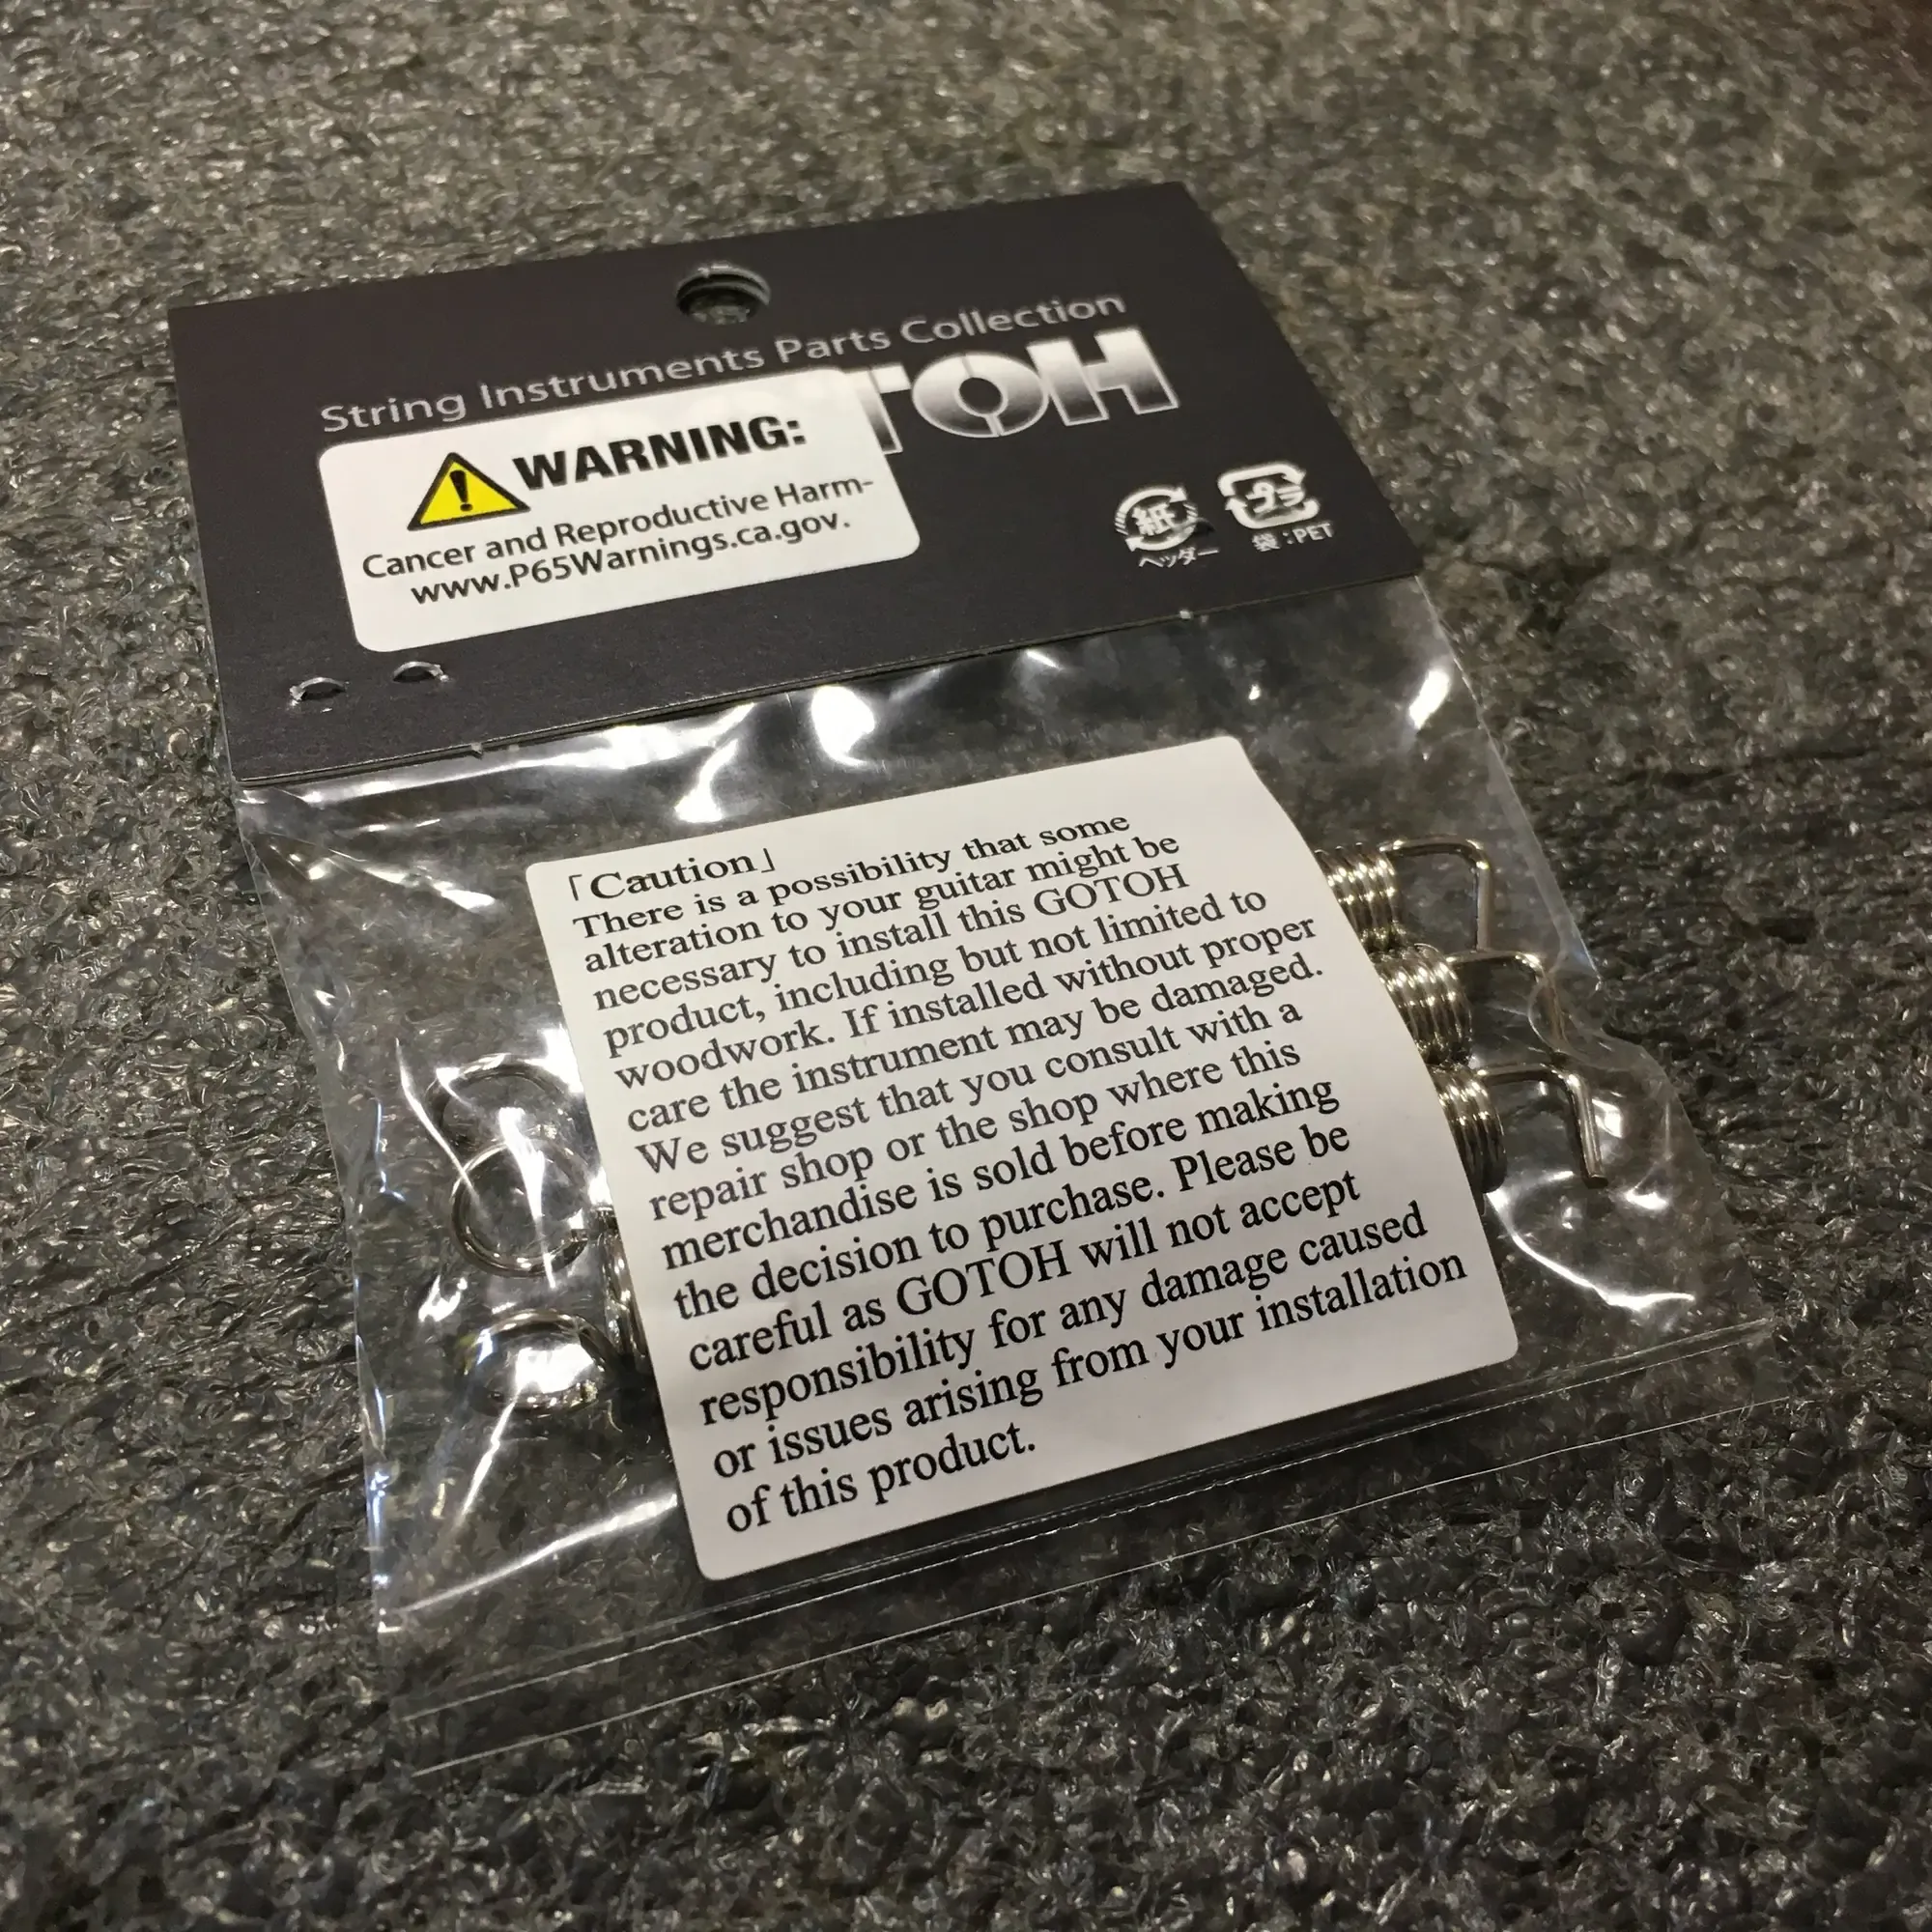 String Instruments Parts Collection
TOH
WARNING:
Cancer and Reproductive Harm-
www.P65Warnings.ca.gov.
紙
プラ
ヘッダー
袋:PET
「Caution」
There is a possibility that some
alteration to your guitar might be
necessary to install this GOTOH
product, including but not limited to
woodwork. If installed without proper
care the instrument may be damaged.
We suggest that you consult with a
repair shop or the shop where this
merchandise is sold before making
the decision to purchase. Please be
careful as GOTOH will not accept
responsibility for any damage caused
or issues arising from your installation
of this product.